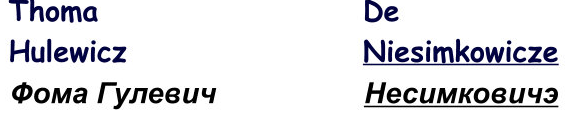 Thoma De
Hulewicz Niesimkowicze
Фома Гулевич Несимковичэ